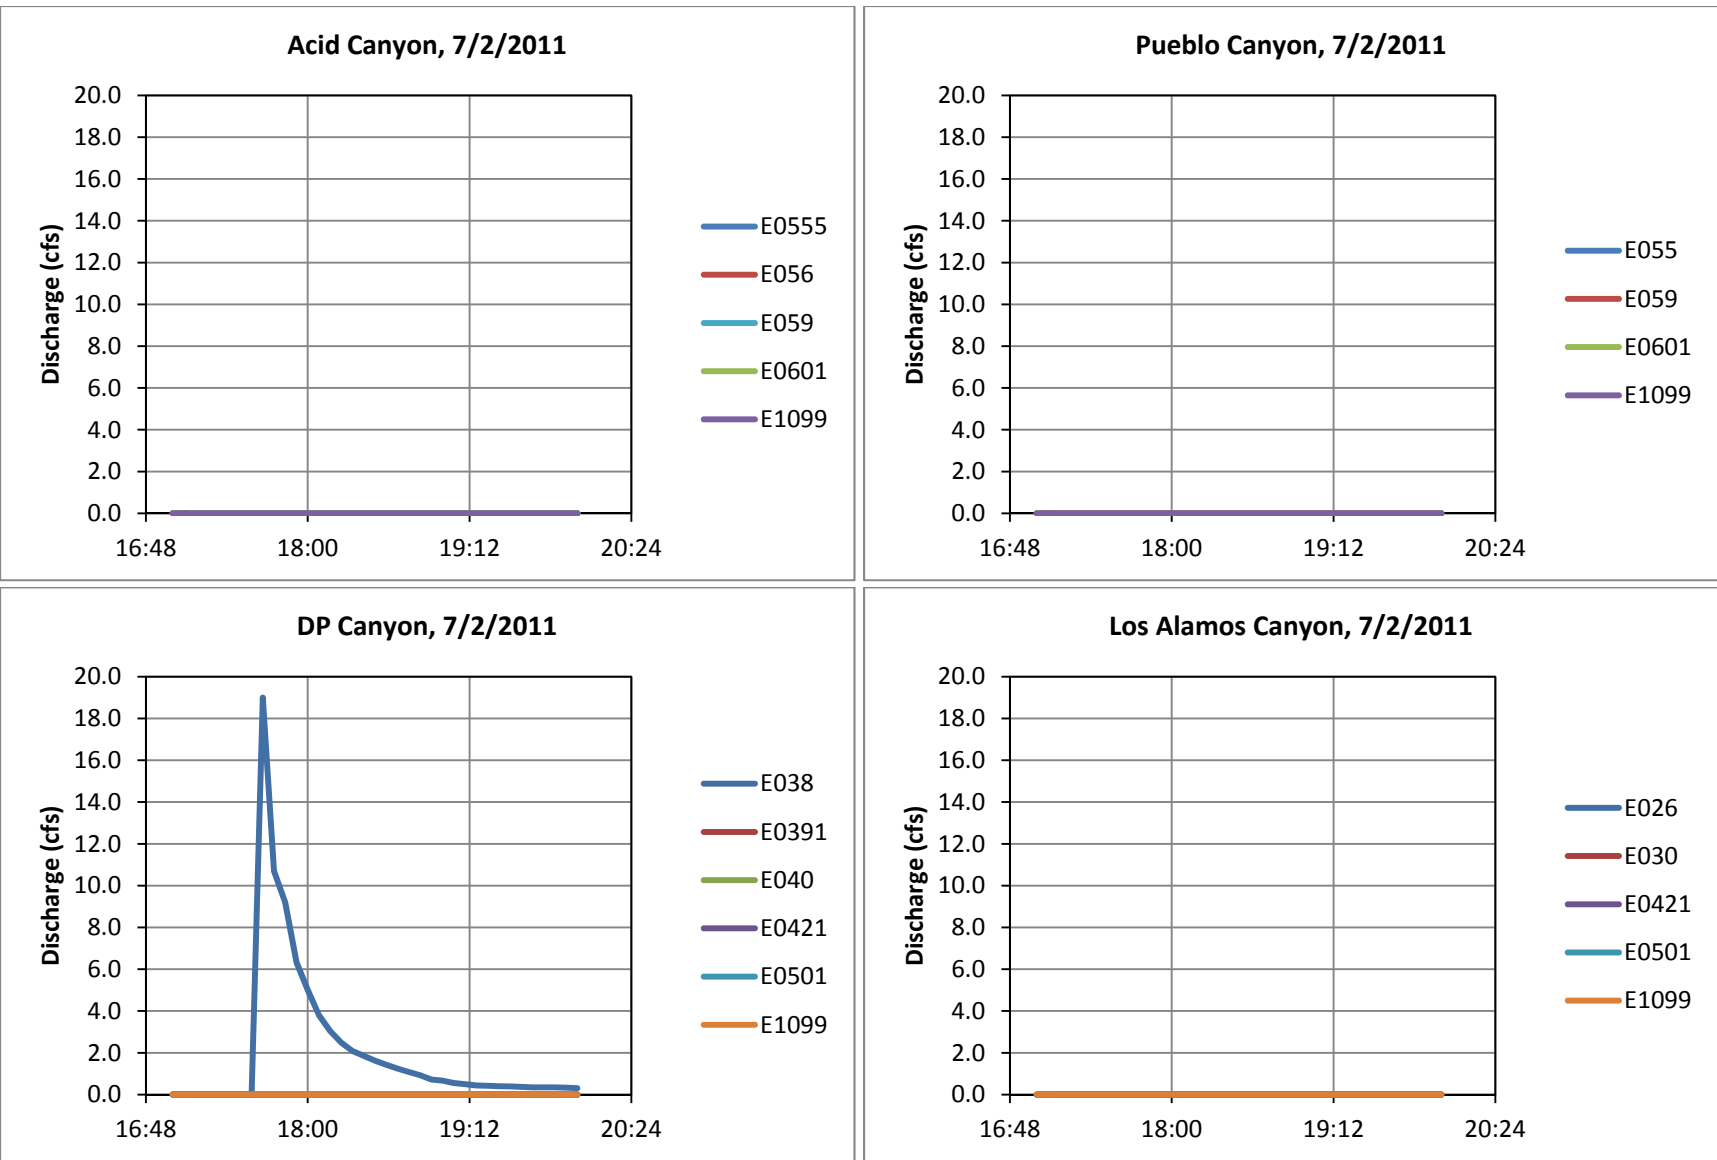 Acid Canyon, 7/2/2011
Discharge (cfs)
20.0
18.0
16.0
14.0
12.0
10.0
8.0
6.0
4.0
2.0
0.0
16:48 18:00 19:12 20:24
E0555
E056
E059
E0601
E1099
Pueblo Canyon, 7/2/2011
Discharge (cfs)
20.0
18.0
16.0
14.0
12.0
10.0
8.0
6.0
4.0
2.0
0.0
16:48 18:00 19:12 20:24
E055
E059
E0601
E1099
DP Canyon, 7/2/2011
Discharge (cfs)
20.0
18.0
16.0
14.0
12.0
10.0
8.0
6.0
4.0
2.0
0.0
16:48 18:00 19:12 20:24
E038
E0391
E040
E0421
E0501
E1099
Los Alamos Canyon, 7/2/2011
Discharge (cfs)
20.0
18.0
16.0
14.0
12.0
10.0
8.0
6.0
4.0
2.0
0.0
16:48 18:00 19:12 20:24
E026
E030
E0421
E0501
E1099